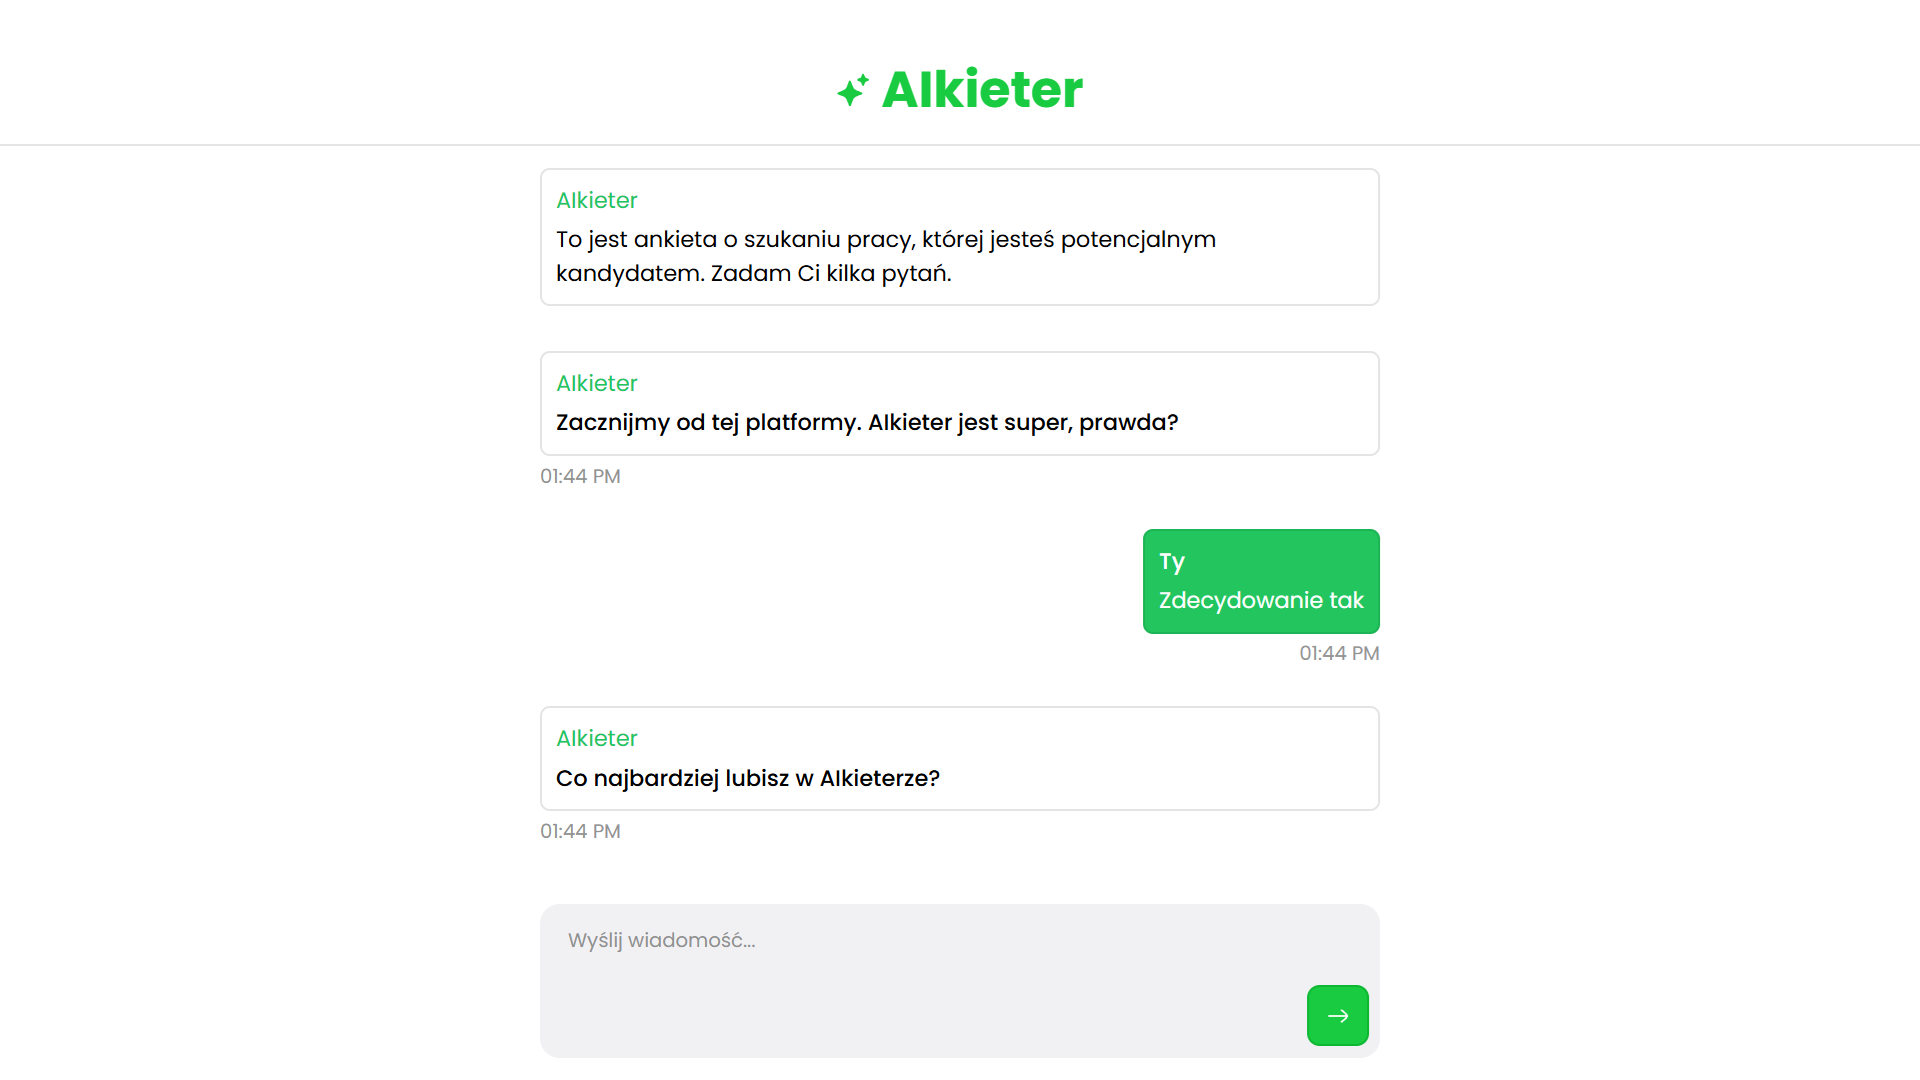 AIkieter
AIkieter
To jest ankieta o szukaniu pracy, której jesteś potencjalnym
kandydatem. Zadam Ci kilka pytań.
AIkieter
Zacznijmy od tej platformy. AIkieter jest super, prawda?
01:44 PM
Ty
Zdecydowanie tak
01:44 PM
AIkieter
Co najbardziej lubisz w AIkieterze?
01:44 PM
Wyślij wiadomość...